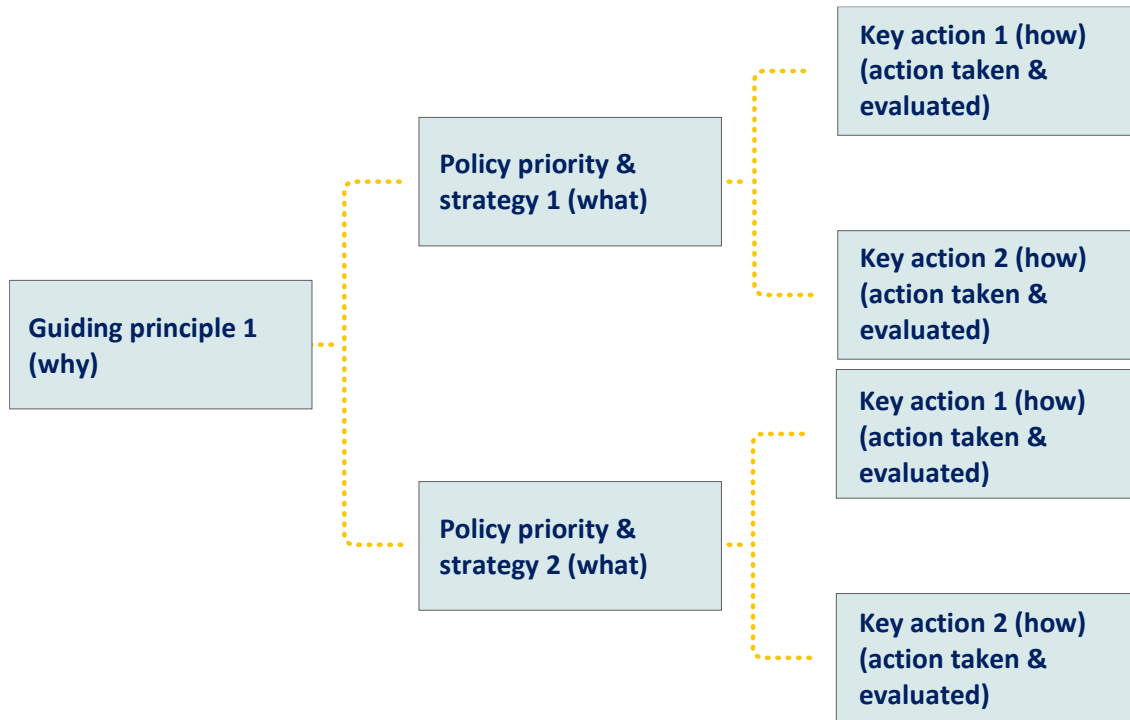 Guiding principle 1
(why)
Policy priority &
strategy 1 (what)
Key action 1 (how)
(action taken &
evaluated)
Key action 2 (how)
(action taken &
evaluated)
Policy priority &
strategy 2 (what)
Key action 1 (how)
(action taken &
evaluated)
Key action 2 (how)
(action taken &
evaluated)